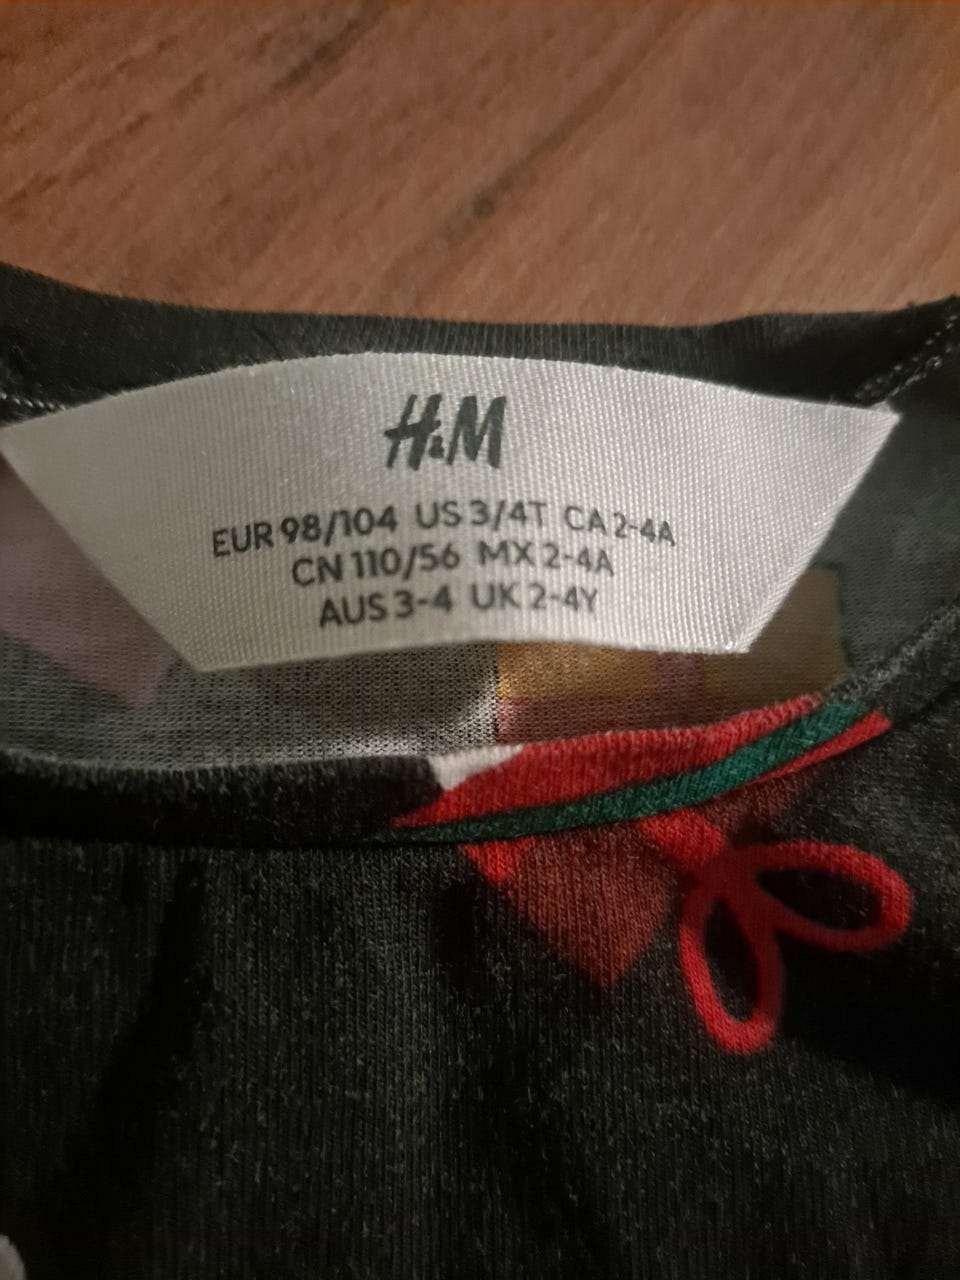 H&M
EUR 98/104 US 3/4T CA 2-4A
CN 110/56 MX 2-4A
AUS 3-4 UK 2-4Y